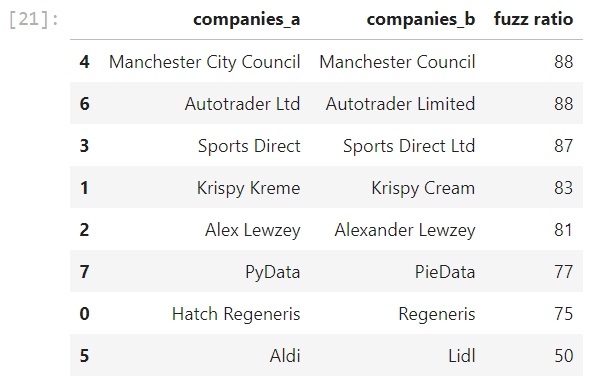 [21]: companies_a companies_b fuzz ratio
4 Manchester City Council Manchester Council 88
6 Autotrader Ltd Autotrader Limited 88
3 Sports Direct Sports Direct Ltd 87
1 Krispy Kreme Krispy Cream 83
2 Alex Lewzey Alexander Lewzey 81
7 PyData PieData 77
0 Hatch Regeneris Regeneris 75
5 Aldi Lidl 50